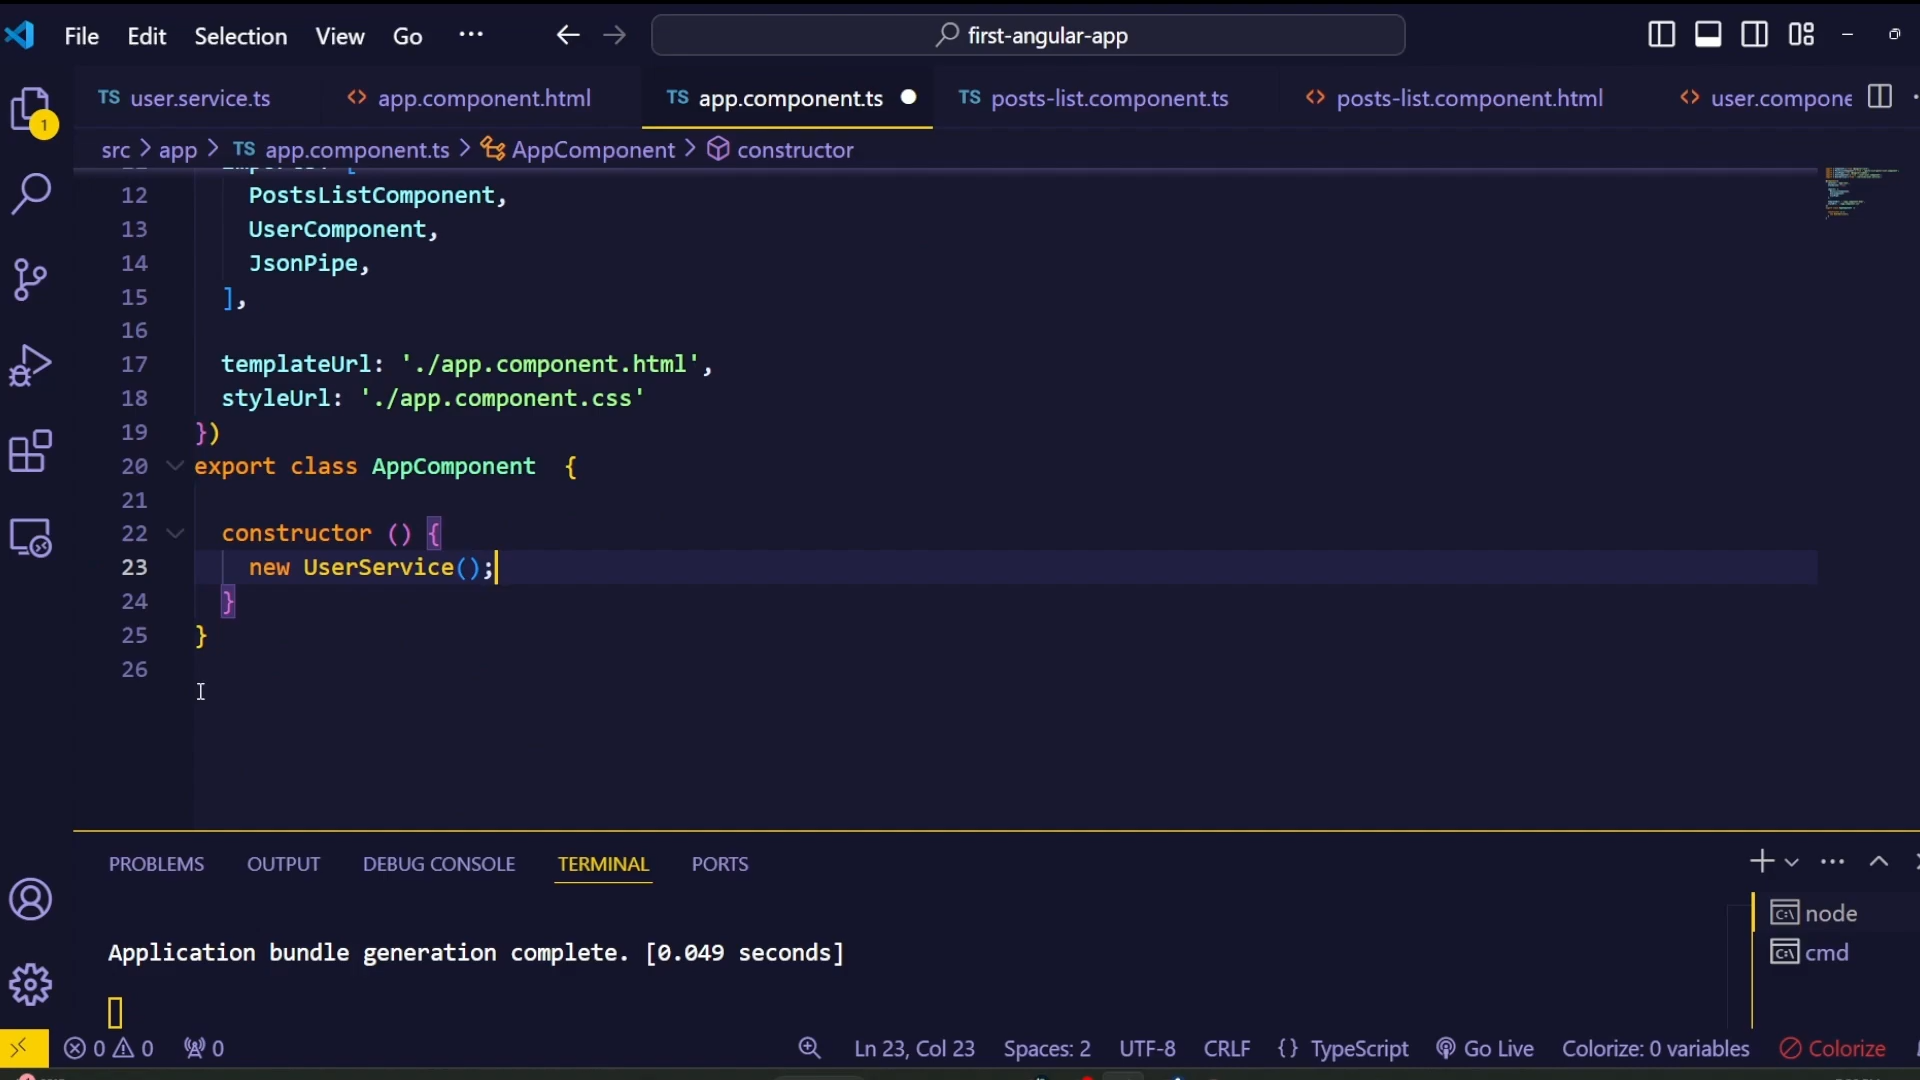 File Edit Selection View Go ··· first-angular-app
1
TS user.service.ts <> app.component.html TS app.component.ts TS posts-list.component.ts <> posts-list.component.html <> user.compone
src > app > TS app.component.ts > AppComponent > constructor
12 PostsListComponent,
13 UserComponent,
14 JsonPipe,
15 ],
16
17 templateUrl: './app.component.html',
18 styleUrl: './app.component.css'
19 })
20 export class AppComponent  {
21
22 constructor () {
23 new UserService();
24 }
25 }
26
PROBLEMS OUTPUT DEBUG CONSOLE TERMINAL PORTS
node
Application bundle generation complete. [0.049 seconds]
cmd
0 0 0 Ln 23, Col 23 Spaces: 2 UTF-8 CRLF {} TypeScript Go Live Colorize: 0 variables Colorize